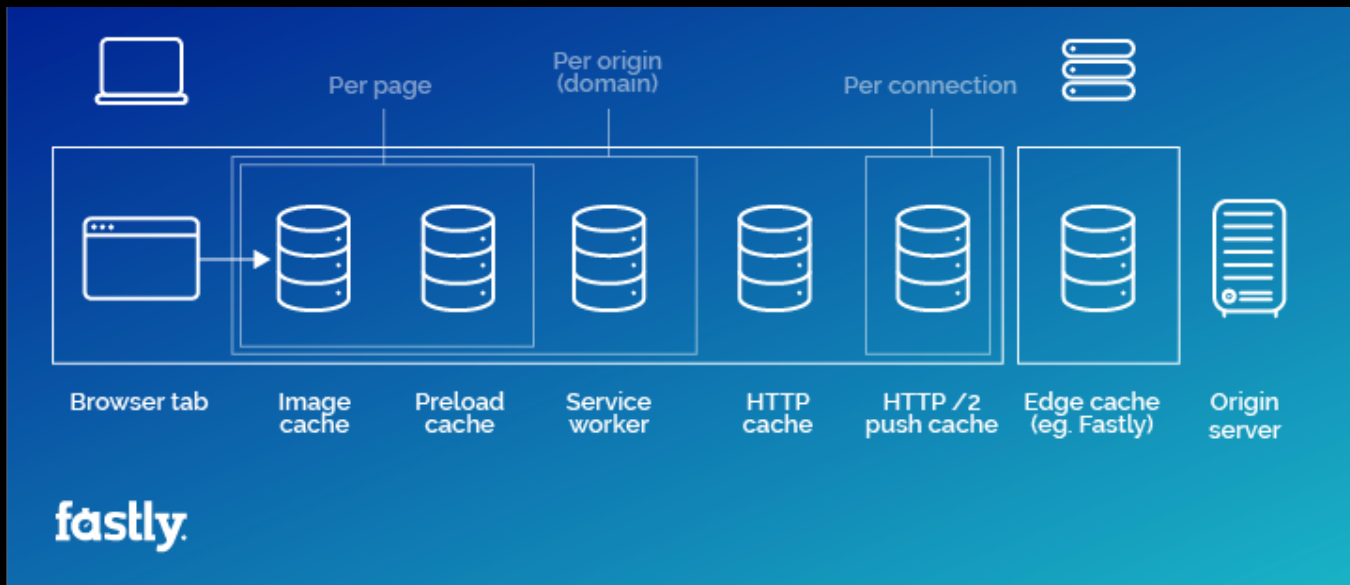 Per page
Per origin
(domain)
Per connection
Browser tab
Image
cache
Preload
cache
Service
worker
HTTP
cache
HTTP /2
push cache
Edge cache
(eg. Fastly)
Origin
server
fastly.